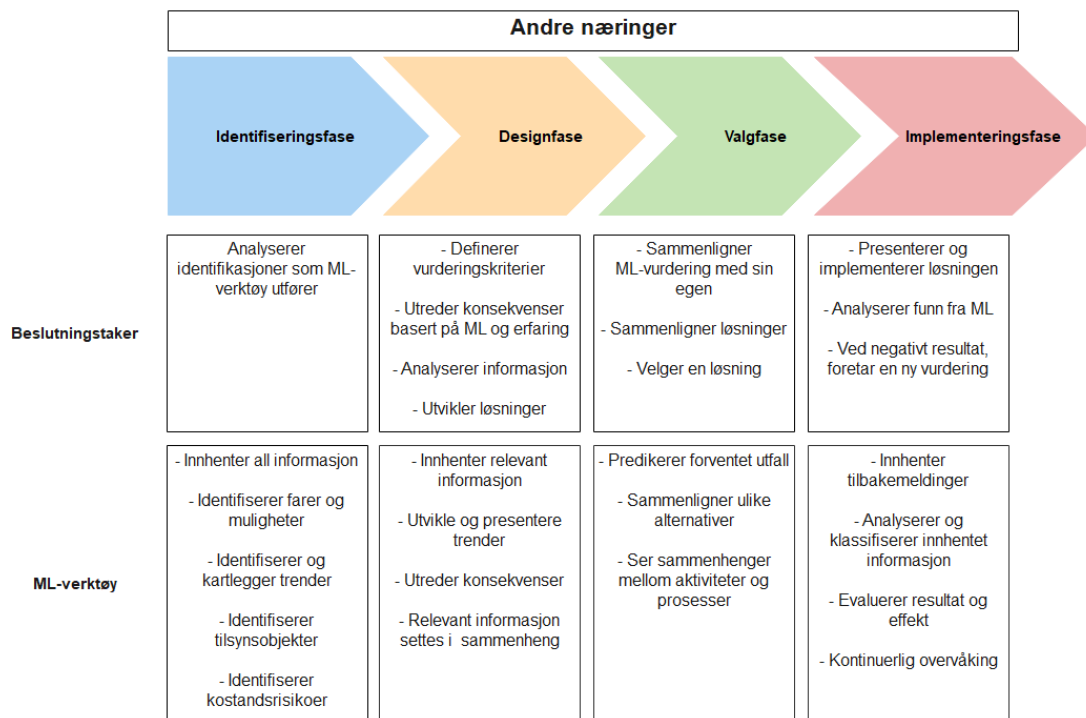 Andre næringer
Identifiseringsfase
Designfase
Valgfase
Implementeringsfase
Beslutningstaker
Analyserer
identifikasjoner som ML-
verktøy utfører
- Definerer
vurderingskriterier
- Utreder konsekvenser
basert på ML og erfaring
- Analyserer informasjon
- Utvikler løsninger
- Sammenligner
ML-vurdering med sin
egen
- Sammenligner løsninger
- Velger en løsning
- Presenterer og
implementerer løsningen
- Analyserer funn fra ML
- Ved negativt resultat,
foretar en ny vurdering
ML-verktøy
- Innhenter all informasjon
- Identifiserer farer og
muligheter
- Identifiserer og
kartlegger trender
- Identifiserer
tilsynsobjekter
- Identifiserer
kostandsrisikoer
- Innhenter relevant
informasjon
- Utvikle og presentere
trender
- Utreder konsekvenser
- Relevant informasjon
settes i  sammenheng
- Predikerer forventet utfall
- Sammenligner ulike
alternativer
- Ser sammenhenger
mellom aktiviteter og
prosesser
- Innhenter
tilbakemeldinger
- Analyserer og
klassifiserer innhentet
informasjon
- Evaluerer resultat og
effekt
- Kontinuerlig overvåking